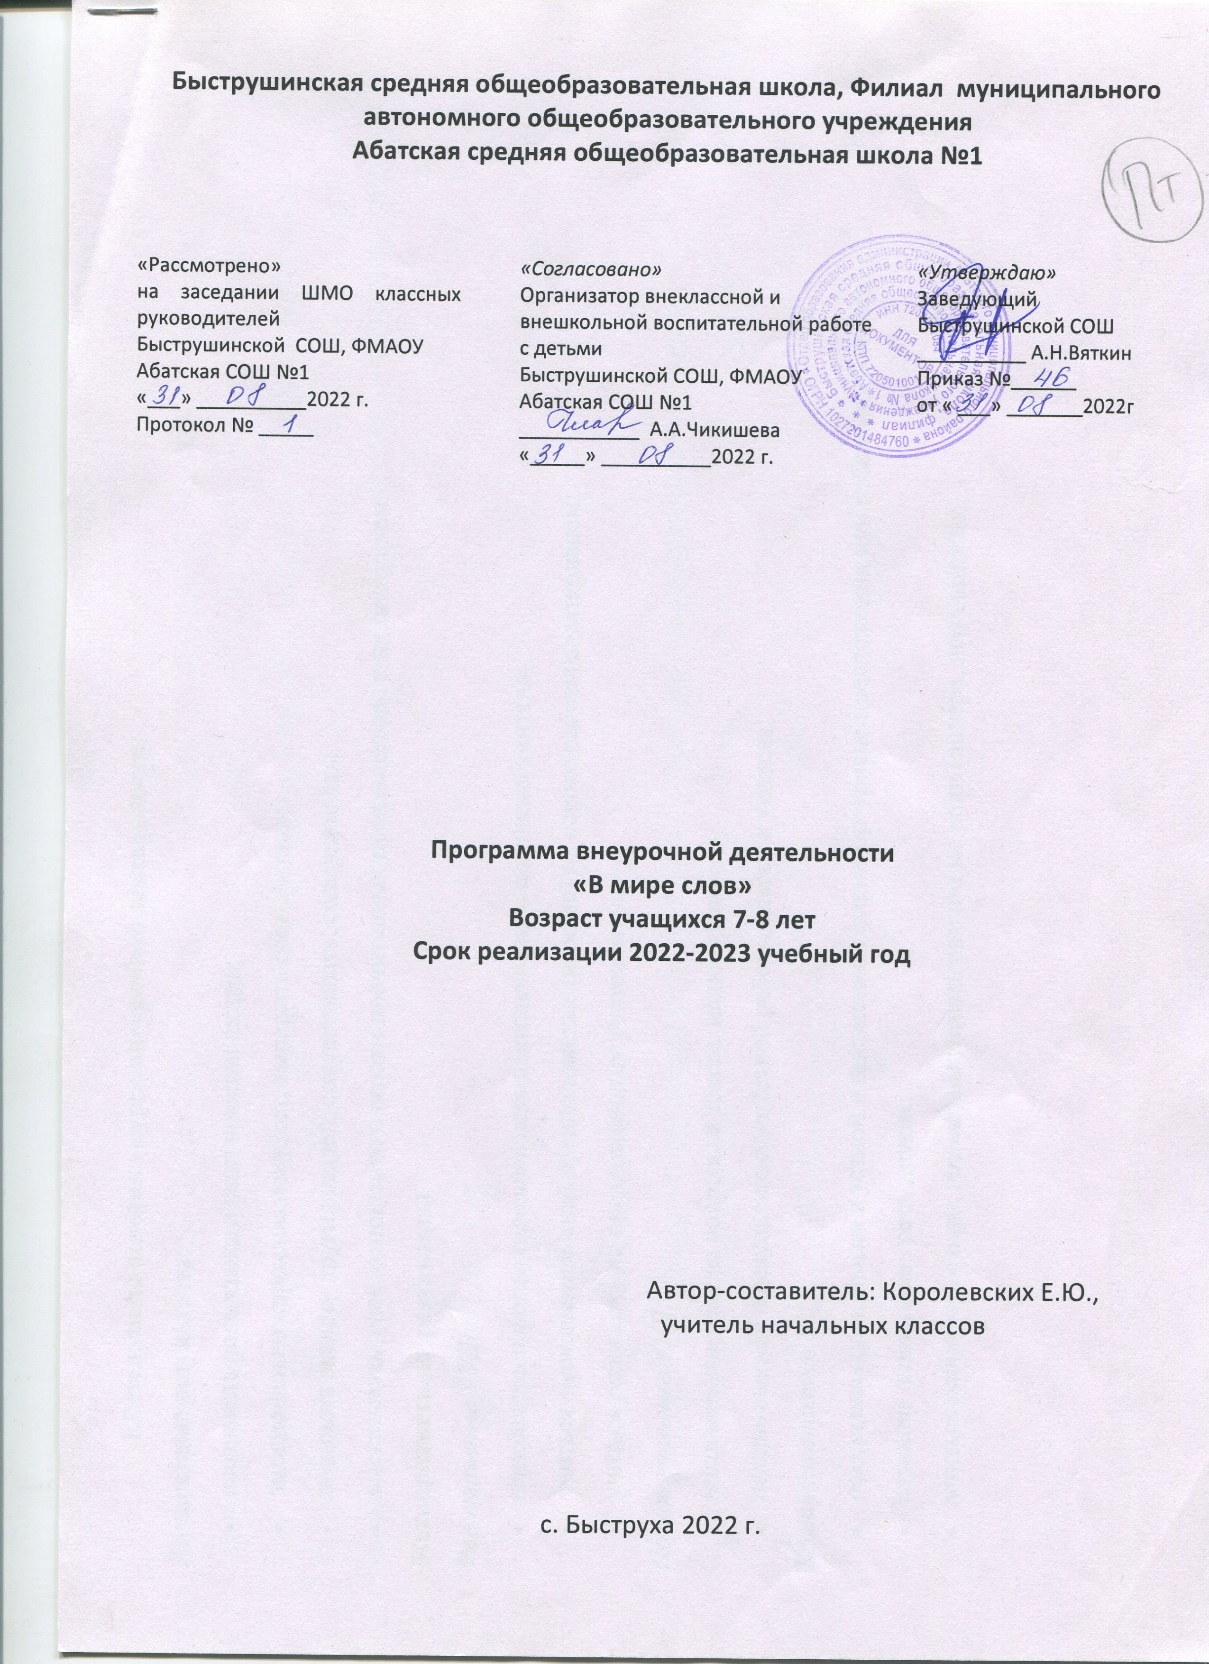 Быструшинская средняя общеобразовательная школа, Филиал муниципального
автономного общеобразовательного учреждения
Абатская средняя общеобразовательная школа №1
Пт
«Рассмотрено»
на заседании ШМО классных
руководителей
Быструшинской СОШ, ФМАОУ
Абатская СОШ №1
«31» 08 2022 г.
Протокол № 1
«Согласовано»
Организатор внеклассной и
внешкольной воспитательной работе
с детьми
Быструшинской СОШ, ФМАОУ
Абатская СОШ №1
А.А.Чикишева
«31» 08 2022 г.
«Утверждаю»
Заведующий
Быструшинской СОШ
А.Н.Вяткин
Приказ № 46
от «31» 08 2022г
ДЛЯ
ДОКУМЕНТОВ
1027201484760
Программа внеурочной деятельности
«В мире слов»
Возраст учащихся 7-8 лет
Срок реализации 2022-2023 учебный год
Автор-составитель: Королевских Е.Ю.,
учитель начальных классов
с. Быструха 2022 г.